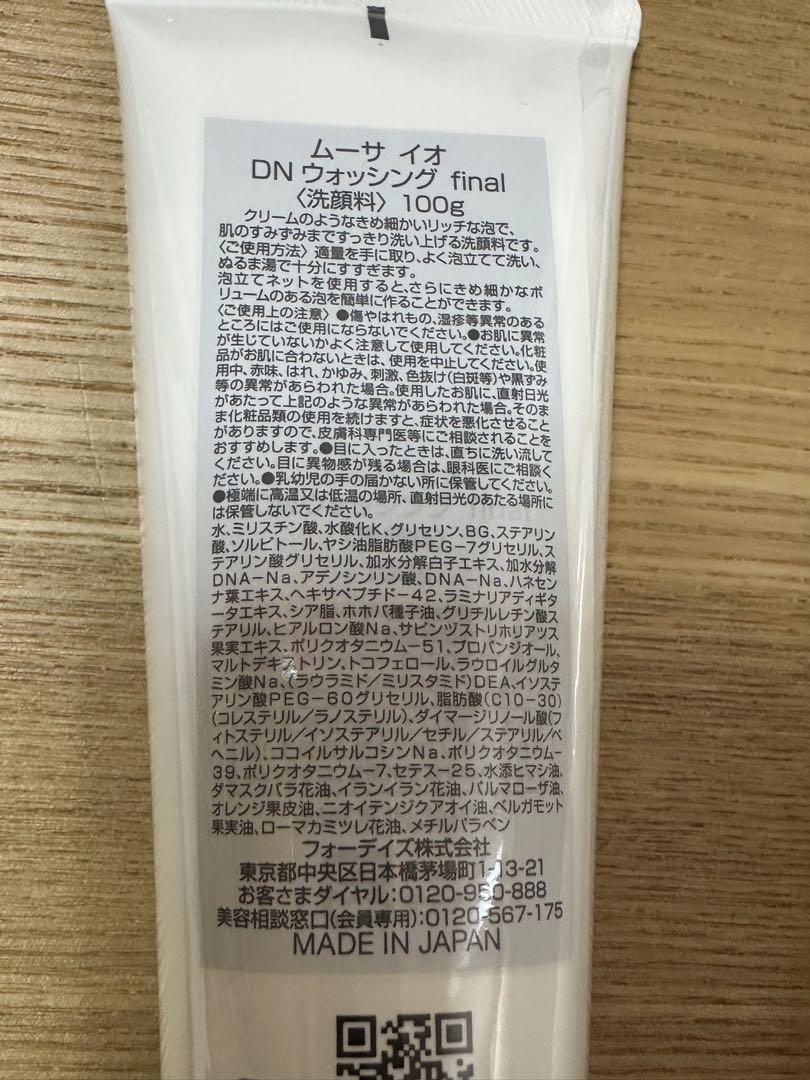 ムーサ イオ
DN ウォッシング final
〈洗顔料〉 100g
クリームのようなきめ細かいリッチな泡で、
肌のすみずみまですっきり洗い上げる洗顔料です。
〈ご使用方法〉適量を手に取り、よく泡立てて洗い、
ぬるま湯で十分にすすぎます。
泡立てネットを使用すると、さらにきめ細かなボ
リュームのある泡を簡単に作ることができます。
〈ご使用上の注意〉●傷やはれもの、湿疹等異常のある
ところにはご使用にならないでください。●お肌に異常
が生じていないかよく注意して使用してください。化粧
品がお肌に合わないときは、使用を中止してください。使
用中、赤味、はれ、かゆみ、刺激、色抜け(白斑等)や黒ずみ
等の異常があらわれた場合。使用したお肌に、直射日光
があたって上記のような異常があらわれた場合。そのま
ま化粧品類の使用を続けますと、症状を悪化させること
がありますので、皮膚科専門医等にご相談されることを
おすすめします。●目に入ったときは、直ちに洗い流して
ください。目に異物感が残る場合は、眼科医にご相談く
ださい。●乳幼児の手の届かない所に保管してください。
●極端に高温又は低温の場所、直射日光のあたる場所に
は保管しないでください。
水、ミリスチン酸、水酸化K、グリセリン、BG、ステアリン
酸、ソルビトール、ヤシ油脂肪酸PEG-7グリセリル、ス
テアリン酸グリセリル、加水分解白子エキス、加水分解
DNA-Na、アデノシンリン酸、DNA-Na、ハネセン
ナ葉エキス、ヘキサペプチド-42、ラミナリアディギタ
ータエキス、シア脂、ホホバ種子油、グリチルレチン酸ス
テアリル、ヒアルロン酸Na、サピンヅストリホリアツス
果実エキス、ポリクオタニウム-51、プロパンジオール、
マルトデキストリン、トコフェロール、ラウロイルグルタ
ミン酸Na、(ラウラミド/ミリスタミド)DEA、イソステ
アリン酸PEG-60グリセリル、脂肪酸(C10-30)
(コレステリル/ラノステリル)、ダイマージリノール酸(フ
ィトステリル/イソステアリル/セチル/ステアリル/ベ
ヘニル)、ココイルサルコシンNa、ポリクオタニウム-
39、ポリクオタニウム-7、セテス-25、水添ヒマシ油、
ダマスクバラ花油、イランイラン花油、パルマローザ油、
オレンジ果皮油、ニオイテンジクアオイ油、ベルガモット
果実油、ローマカミツレ花油、メチルパラベン
フォーデイズ株式会社
東京都中央区日本橋茅場町1-13-21
お客さまダイヤル:0120-950-888
美容相談窓口(会員専用):0120-567-175
MADE IN JAPAN